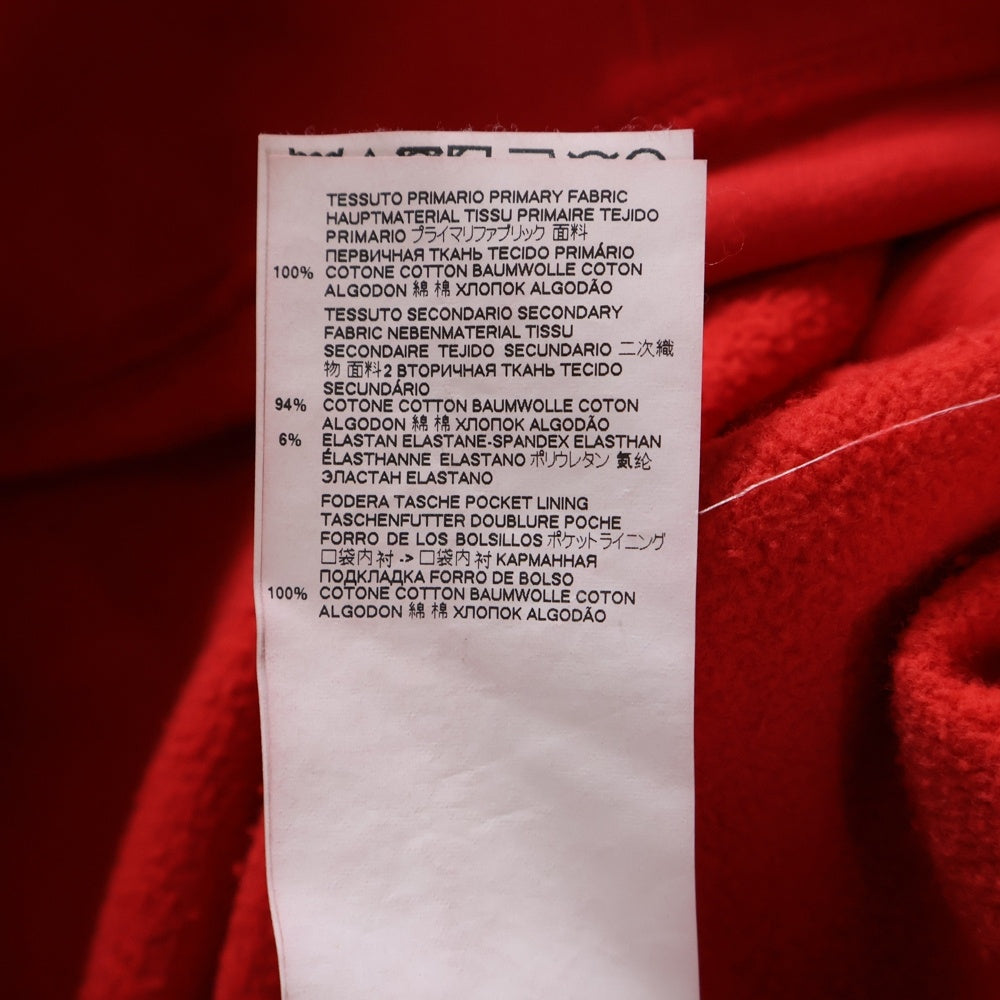 TESSUTO PRIMARIO PRIMARY FABRIC
HAUPTMATERIAL TISSU PRIMAIRE TEJIDO
PRIMARIO プライマリファブリック 面料
ПЕРВИЧНАЯ ТКАНЬ TECIDO PRIMÁRIO
100% COTONE COTTON BAUMWOLLE COTON
ALGODON 綿 棉 ХЛОПОК ALGODÃO
TESSUTO SECONDARIO SECONDARY
FABRIC NEBENMATERIAL TISSU
SECONDAIRE TEJIDO SECUNDARIO 二次織
物 面料2 ВТОРИЧНАЯ ТКАНЬ TECIDO
SECUNDÁRIO
94% COTONE COTTON BAUMWOLLE COTON
ALGODON 綿 棉 ХЛОПОК ALGODÃO
6% ELASTAN ELASTANE-SPANDEX ELASTHAN
ÉLASTHANNE ELASTANO ポリウレタン 氨纶
ЭЛАСТАН ELASTANO
FODERA TASCHE POCKET LINING
TASCHENFUTTER DOUBLURE POCHE
FORRO DE LOS BOLSILLOS ポケットライニング
口袋内衬 -> 口袋内衬 КАРМАННАЯ
ПОДКЛАДКА FORRO DE BOLSO
100% COTONE COTTON BAUMWOLLE COTON
ALGODON 綿 棉 ХЛОПОК ALGODÃO